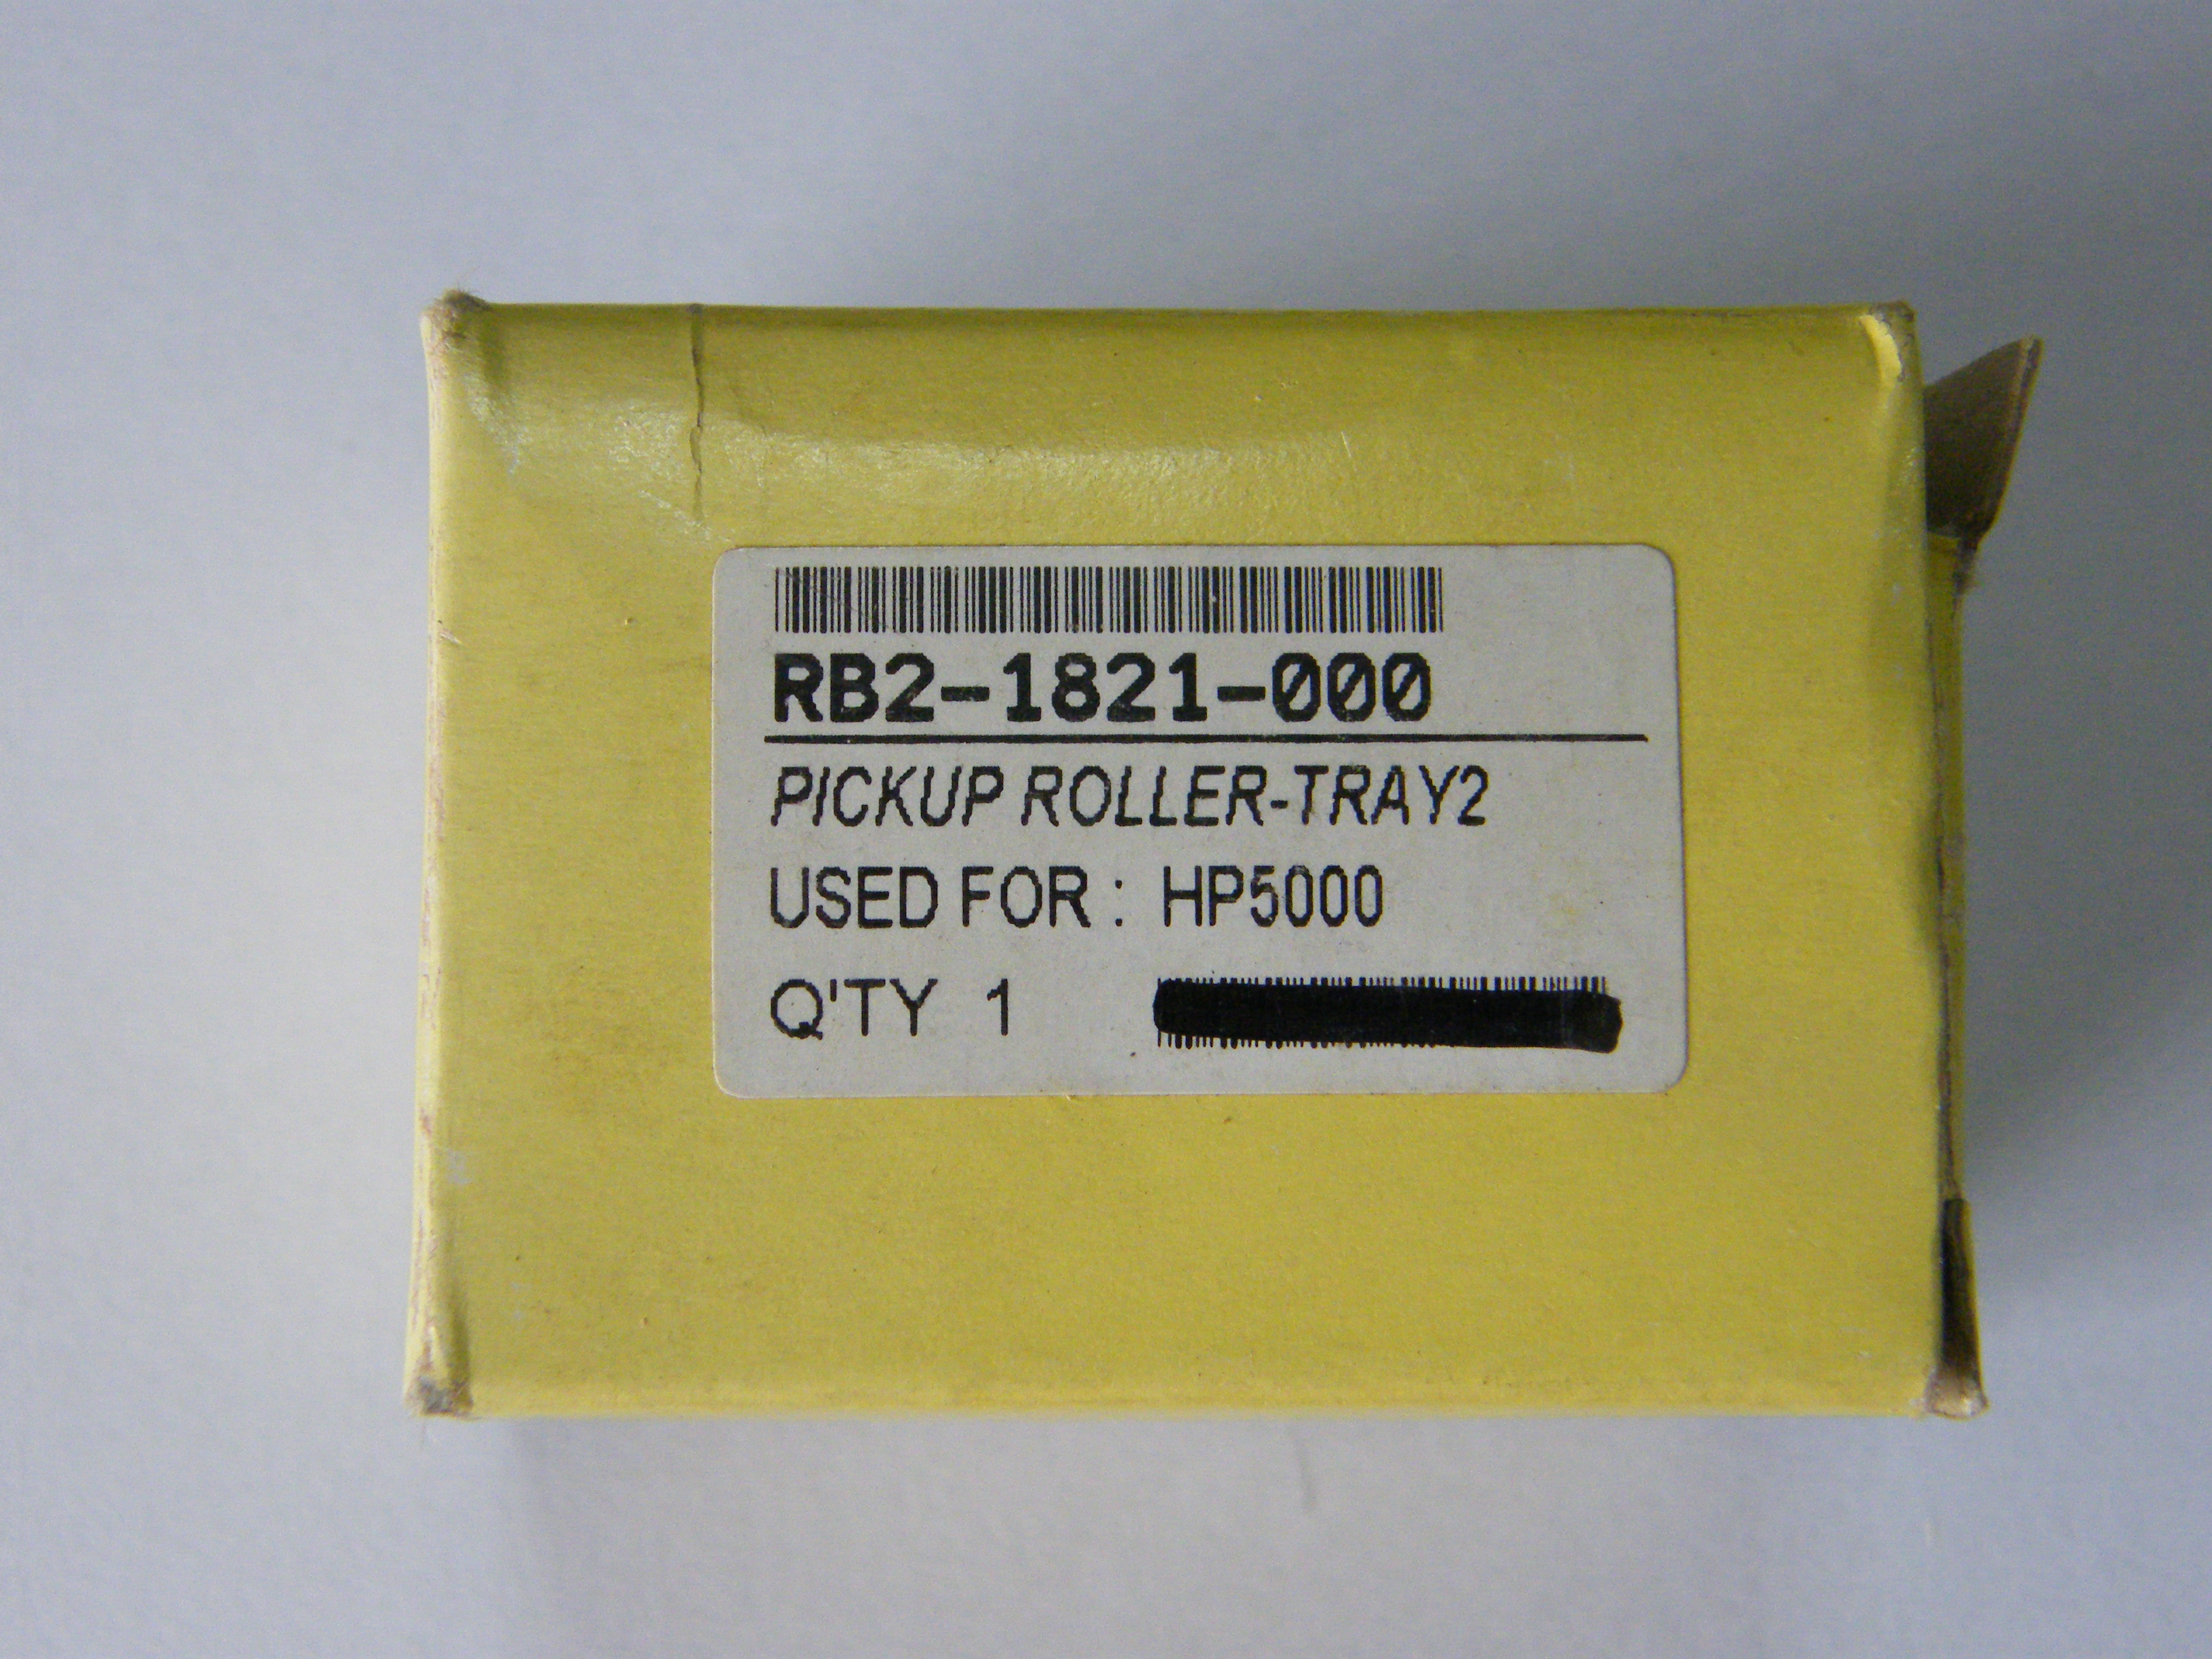 RB2-1821-000
PICKUP ROLLER-TRAY2
USED FOR : HP5000
Q'TY 1